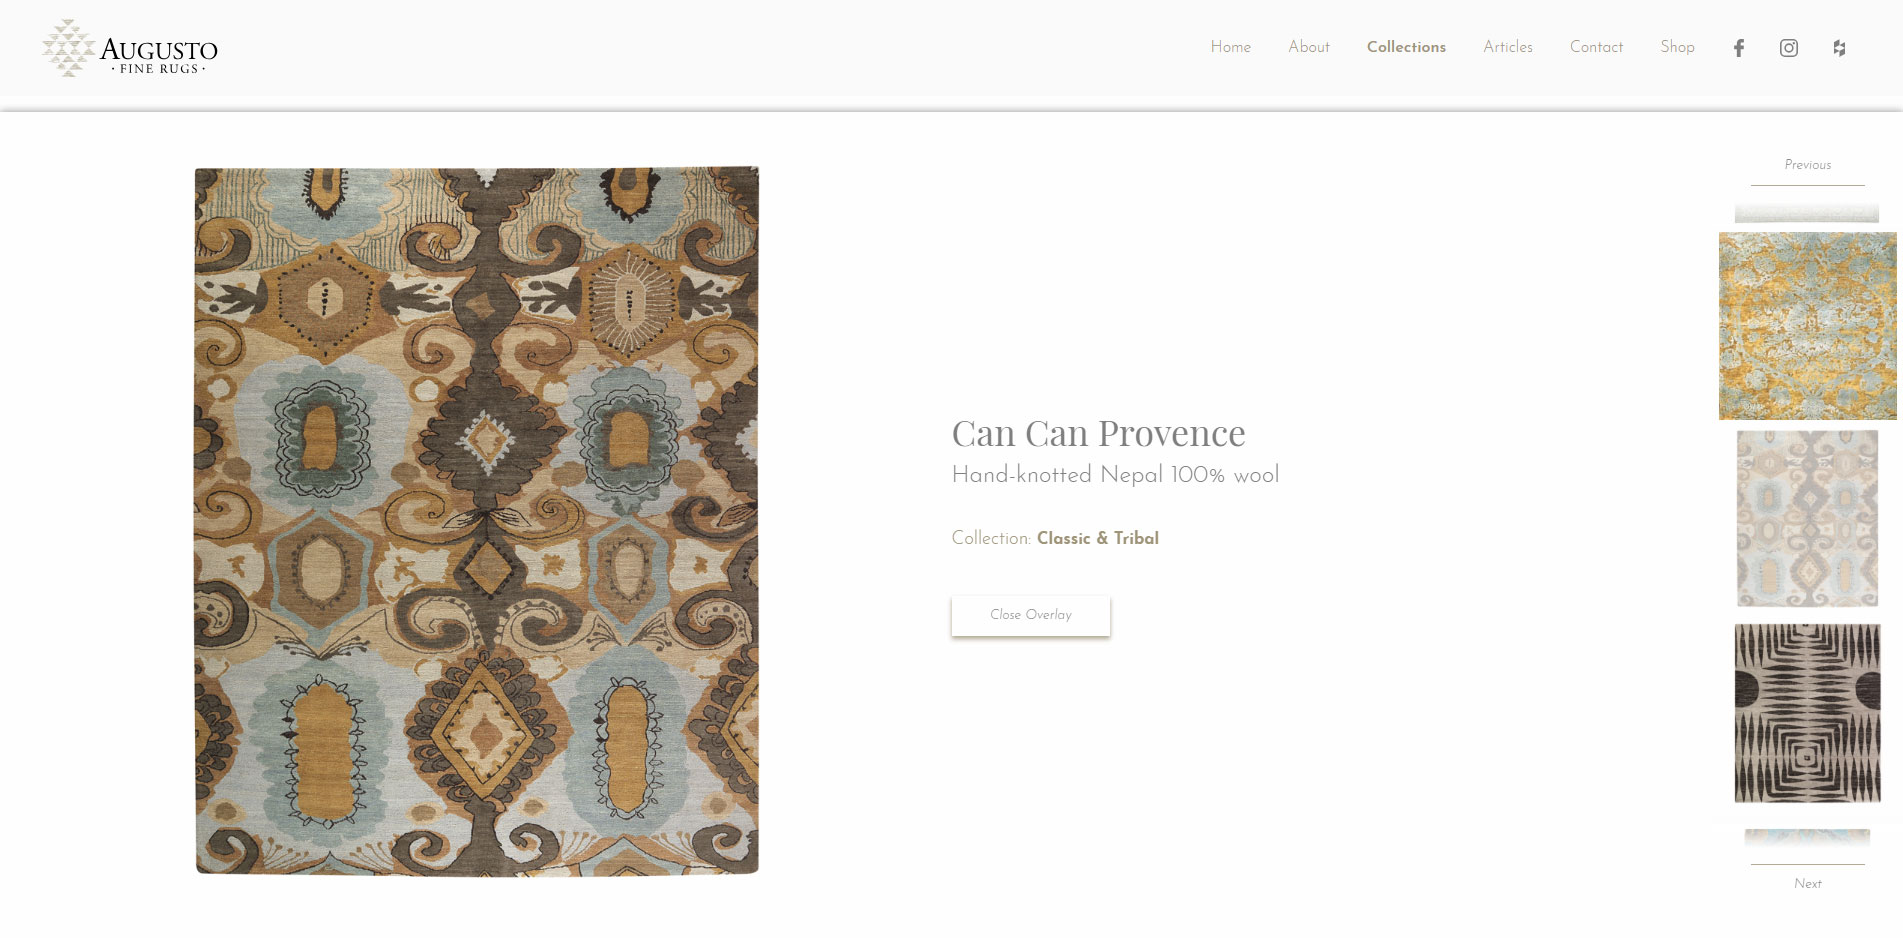 AUGUSTO
· FINE RUGS ·
Home About Collections Articles Contact Shop
Previous
Can Can Provence
Hand-knotted Nepal 100% wool
Collection: Classic & Tribal
Close Overlay
Next